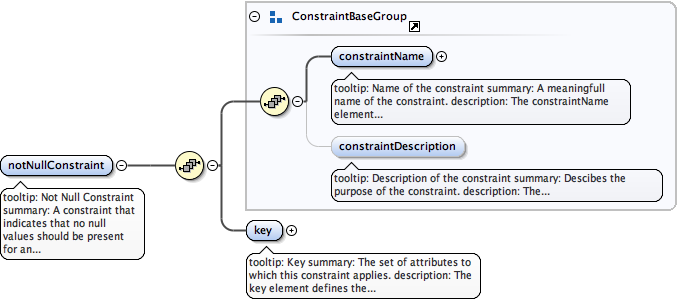 ConstraintBaseGroup
constraintName
tooltip: Name of the constraint summary: A meaningfull
name of the constraint. description: The constraintName
element...
constraintDescription
tooltip: Description of the constraint summary: Descibes the
purpose of the constraint. description: The...
notNullConstraint
tooltip: Not Null Constraint
summary: A constraint that
indicates that no null
values should be present
for an...
key
tooltip: Key summary: The set of attributes to
which this constraint applies. description: The
key element defines the...